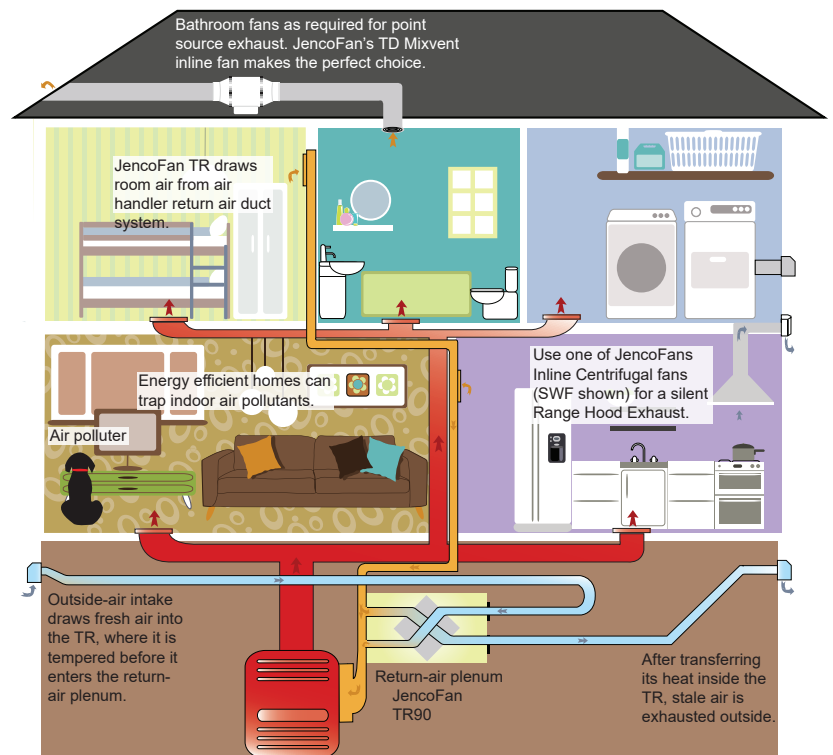 Bathroom fans as required for point
source exhaust. JencoFan's TD Mixvent
inline fan makes the perfect choice.
JencoFan TR draws
room air from air
handler return air duct
system.
Energy efficient homes can
trap indoor air pollutants.
Air polluter
Use one of JencoFans
Inline Centrifugal fans
(SWF shown) for a silent
Range Hood Exhaust.
Outside-air intake
draws fresh air into
the TR, where it is
tempered before it
enters the return-
air plenum.
Return-air plenum
JencoFan
TR90
After transferring
its heat inside the
TR, stale air is
exhausted outside.